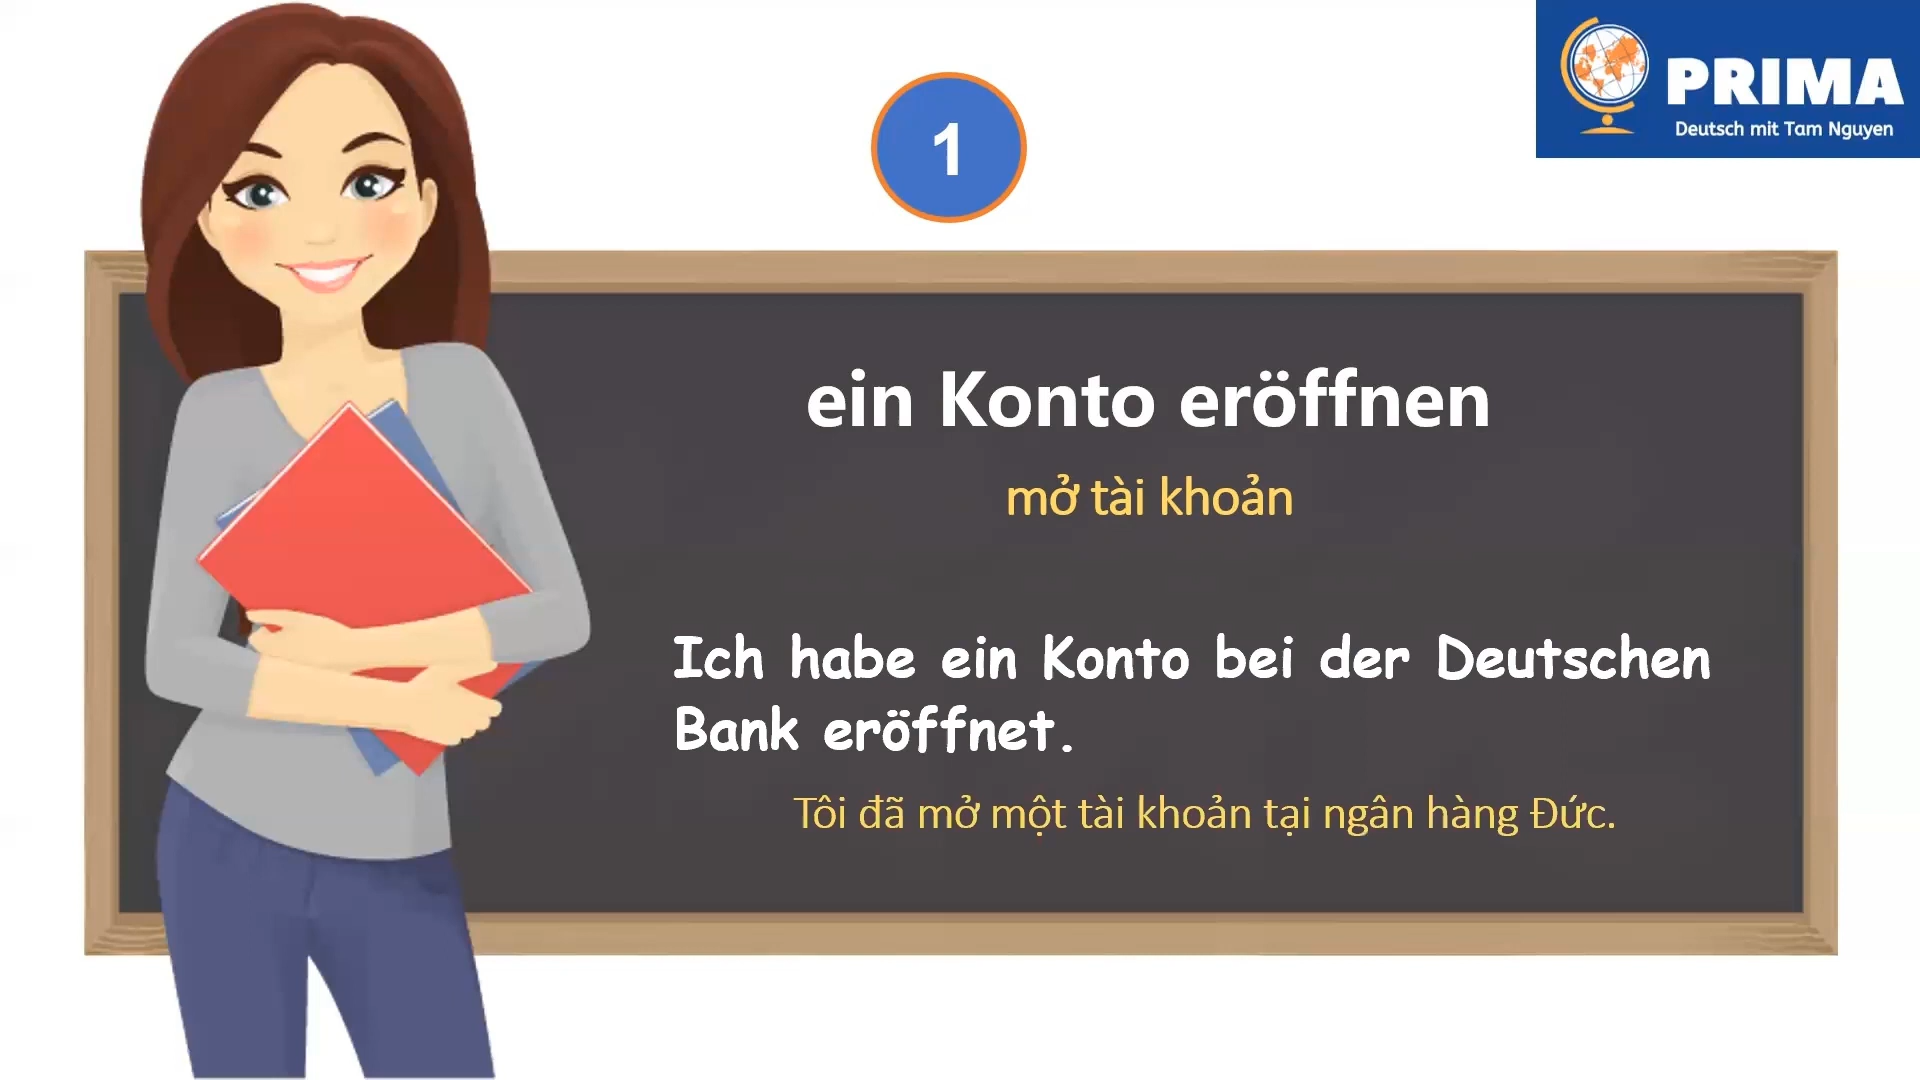 PRIMA
Deutsch mit Tam Nguyen
1
ein Konto eröffnen
mở tài khoản
Ich habe ein Konto bei der Deutschen
Bank eröffnet.
Tôi đã mở một tài khoản tại ngân hàng Đức.